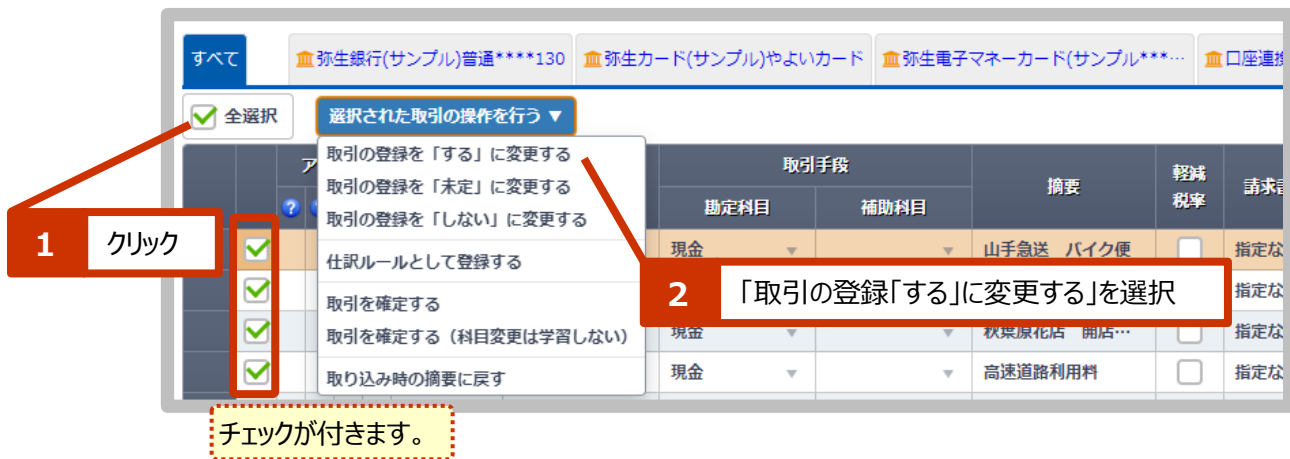 すべて
弥生銀行(サンプル)普通****130
弥生カード(サンプル)やよいカード
弥生電子マネーカード(サンプル***…
口座連携
全選択
選択された取引の操作を行う ▼
取引の登録を「する」に変更する
取引の登録を「未定」に変更する
取引の登録を「しない」に変更する
仕訳ルールとして登録する
取引を確定する
取引を確定する（科目変更は学習しない）
取り込み時の摘要に戻す
ア
取引手段
勘定科目
補助科目
摘要
軽減
税率
請求
1 クリック
2 「取引の登録「する」に変更する」を選択
現金
山手急送 バイク便
指定な
指定な
現金
秋葉原花店 開店…
指定な
現金
高速道路利用料
指定な
チェックが付きます。